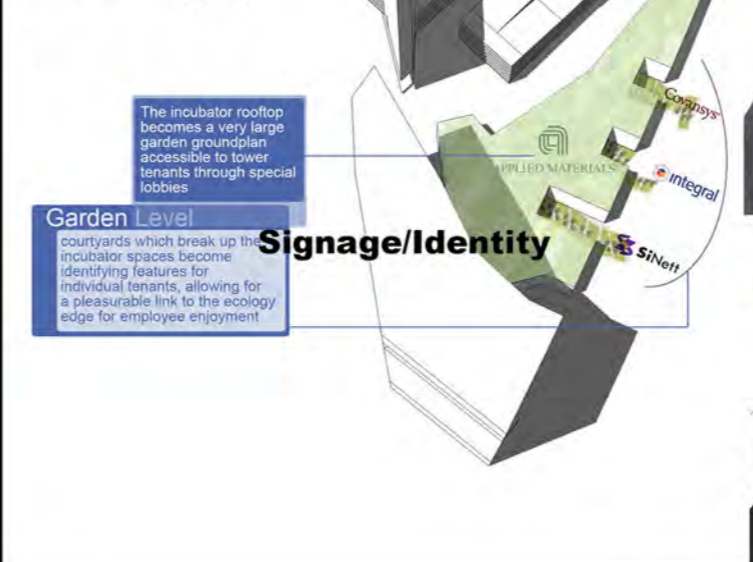 The incubator rooftop
becomes a very large
garden groundplan
accessible to tower
tenants through special
lobbies
Garden Level
courtyards which break up the
incubator spaces become
identifying features for
individual tenants, allowing for
a pleasurable link to the ecology
edge for employee enjoyment
Signage/Identity
APPLIED MATERIALS
Covansys
integral
SiNett